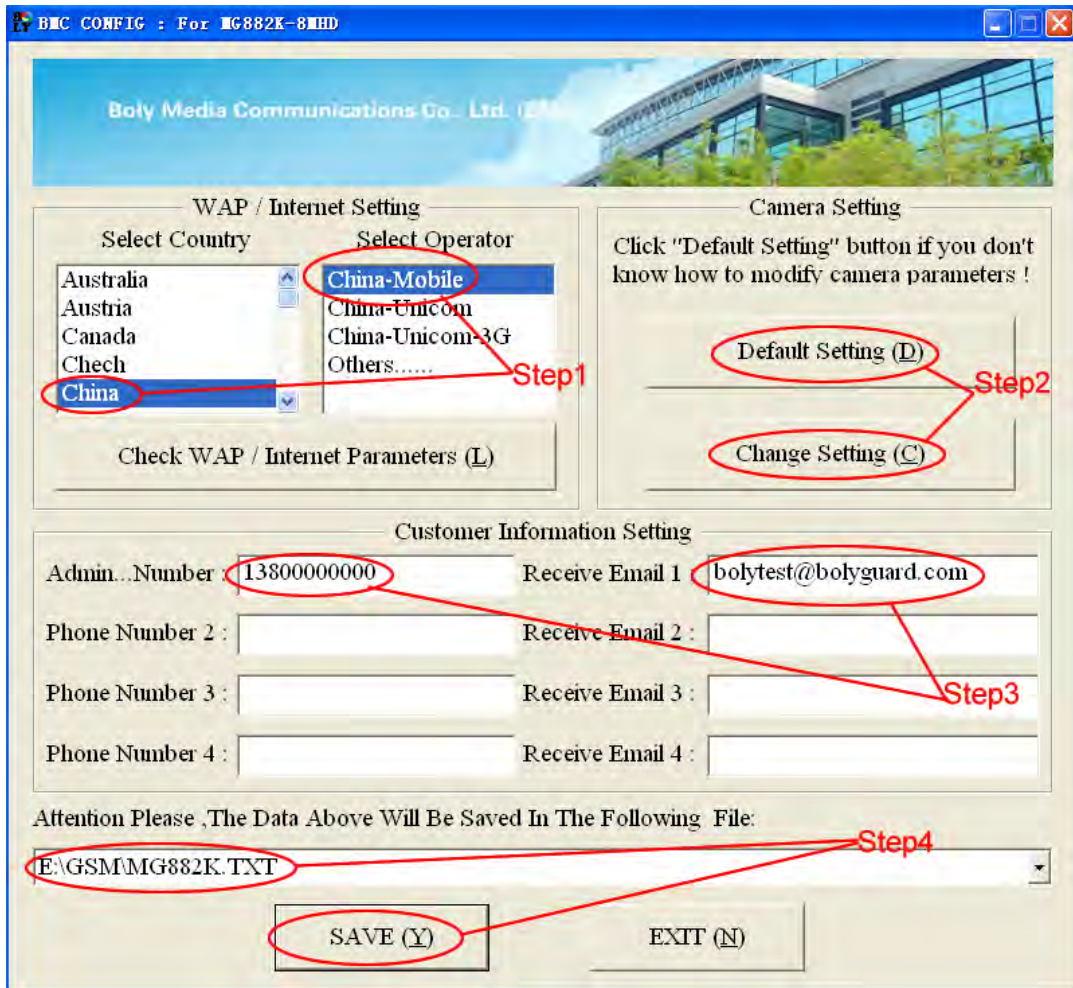 BMC CONFIG : For MG882K-8MHD
Boly Media Communications Co., Ltd.
WAP / Internet Setting
Select Country
Select Operator
Australia
Austria
Canada
Chech
China
China-Mobile
China-Unicom
China-Unicom-3G
Others......
Step1
Check WAP / Internet Parameters (L)
Camera Setting
Click "Default Setting" button if you don't
know how to modify camera parameters !
Default Setting (D)
Step2
Change Setting (C)
Customer Information Setting
Admin...Number : 13800000000
Receive Email 1 : bolytest@bolyguard.com
Phone Number 2 :
Receive Email 2 :
Phone Number 3 :
Receive Email 3 :
Step3
Phone Number 4 :
Receive Email 4 :
Attention Please ,The Data Above Will Be Saved In The Following File:
Step4
E:\GSM\MG882K.TXT
SAVE (Y)
EXIT (N)